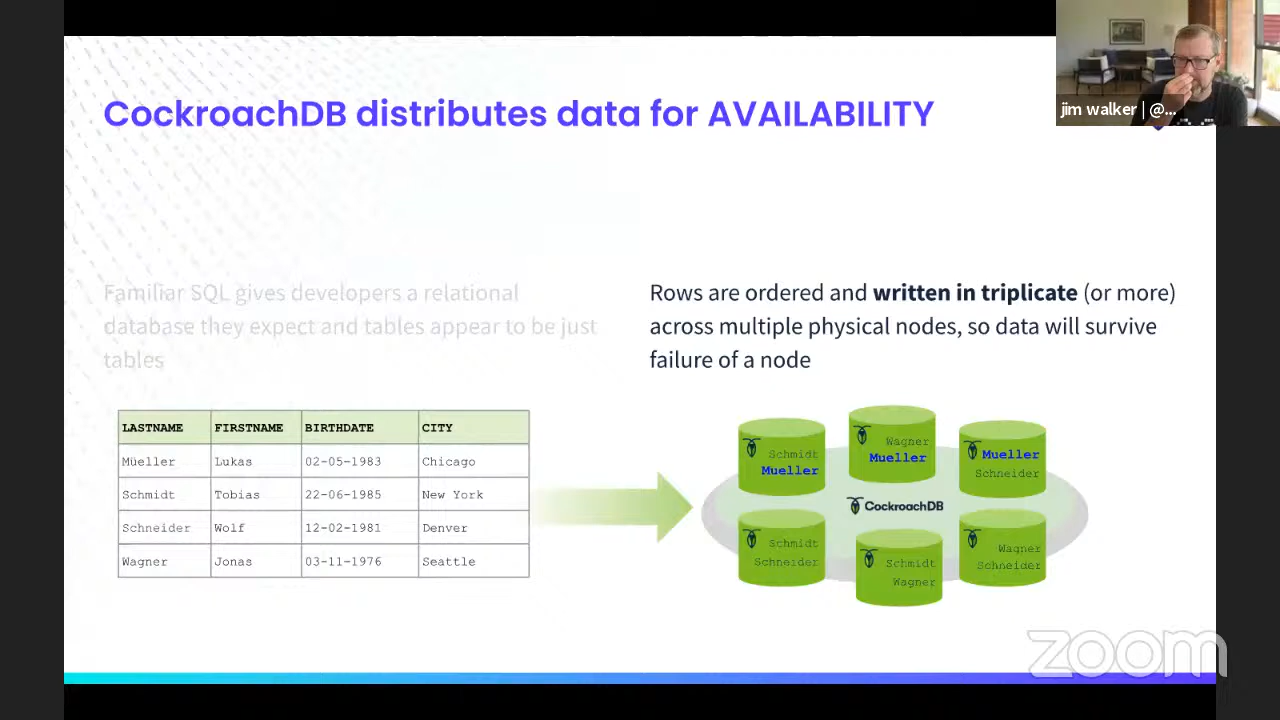 CockroachDB distributes data for AVAILABILITY
jim walker | @...
Familiar SQL gives developers a relational
database they expect and tables appear to be just
tables
Rows are ordered and written in triplicate (or more)
across multiple physical nodes, so data will survive
failure of a node
LASTNAME FIRSTNAME BIRTHDATE CITY
Müeller Lukas 02-05-1983 Chicago
Schmidt Tobias 22-06-1985 New York
Schneider Wolf 12-02-1981 Denver
Wagner Jonas 03-11-1976 Seattle
Schmidt
Mueller
Wagner
Mueller
Mueller
Schneider
CockroachDB
Schmidt
Schneider
Schmidt
Wagner
Wagner
Schneider
zoom